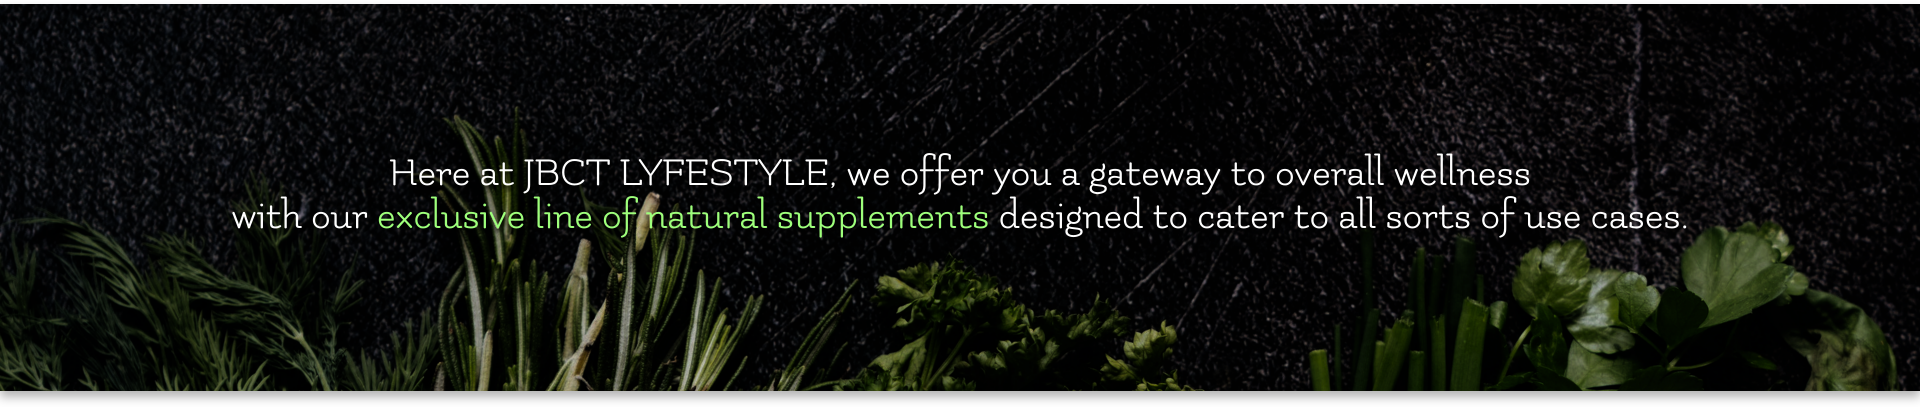 Here at JBCT LYFESTYLE, we offer you a gateway to overall wellness
with our exclusive line of natural supplements designed to cater to all sorts of use cases.